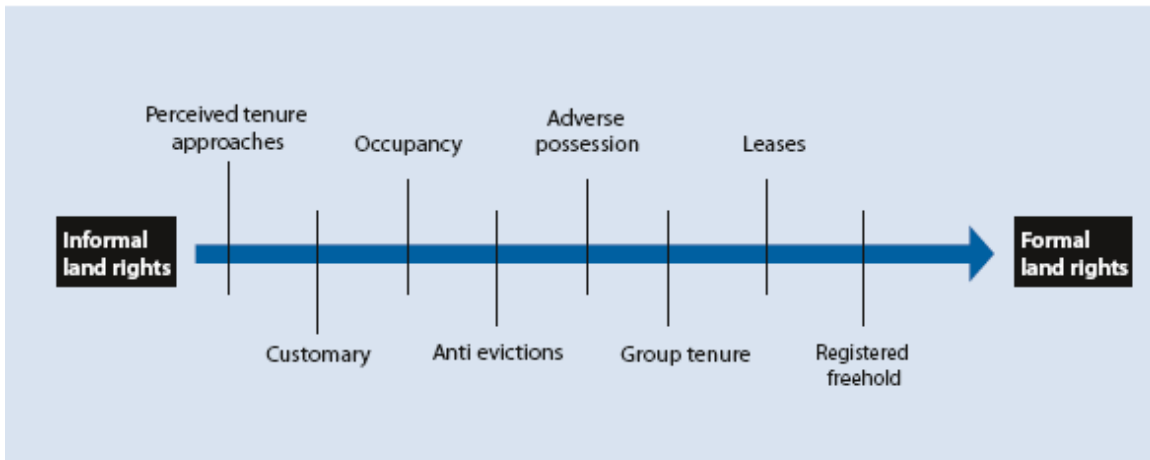 Perceived tenure
approaches
Occupancy
Adverse
possession
Leases
Informal
land rights
Formal
land rights
Customary
Anti evictions
Group tenure
Registered
freehold